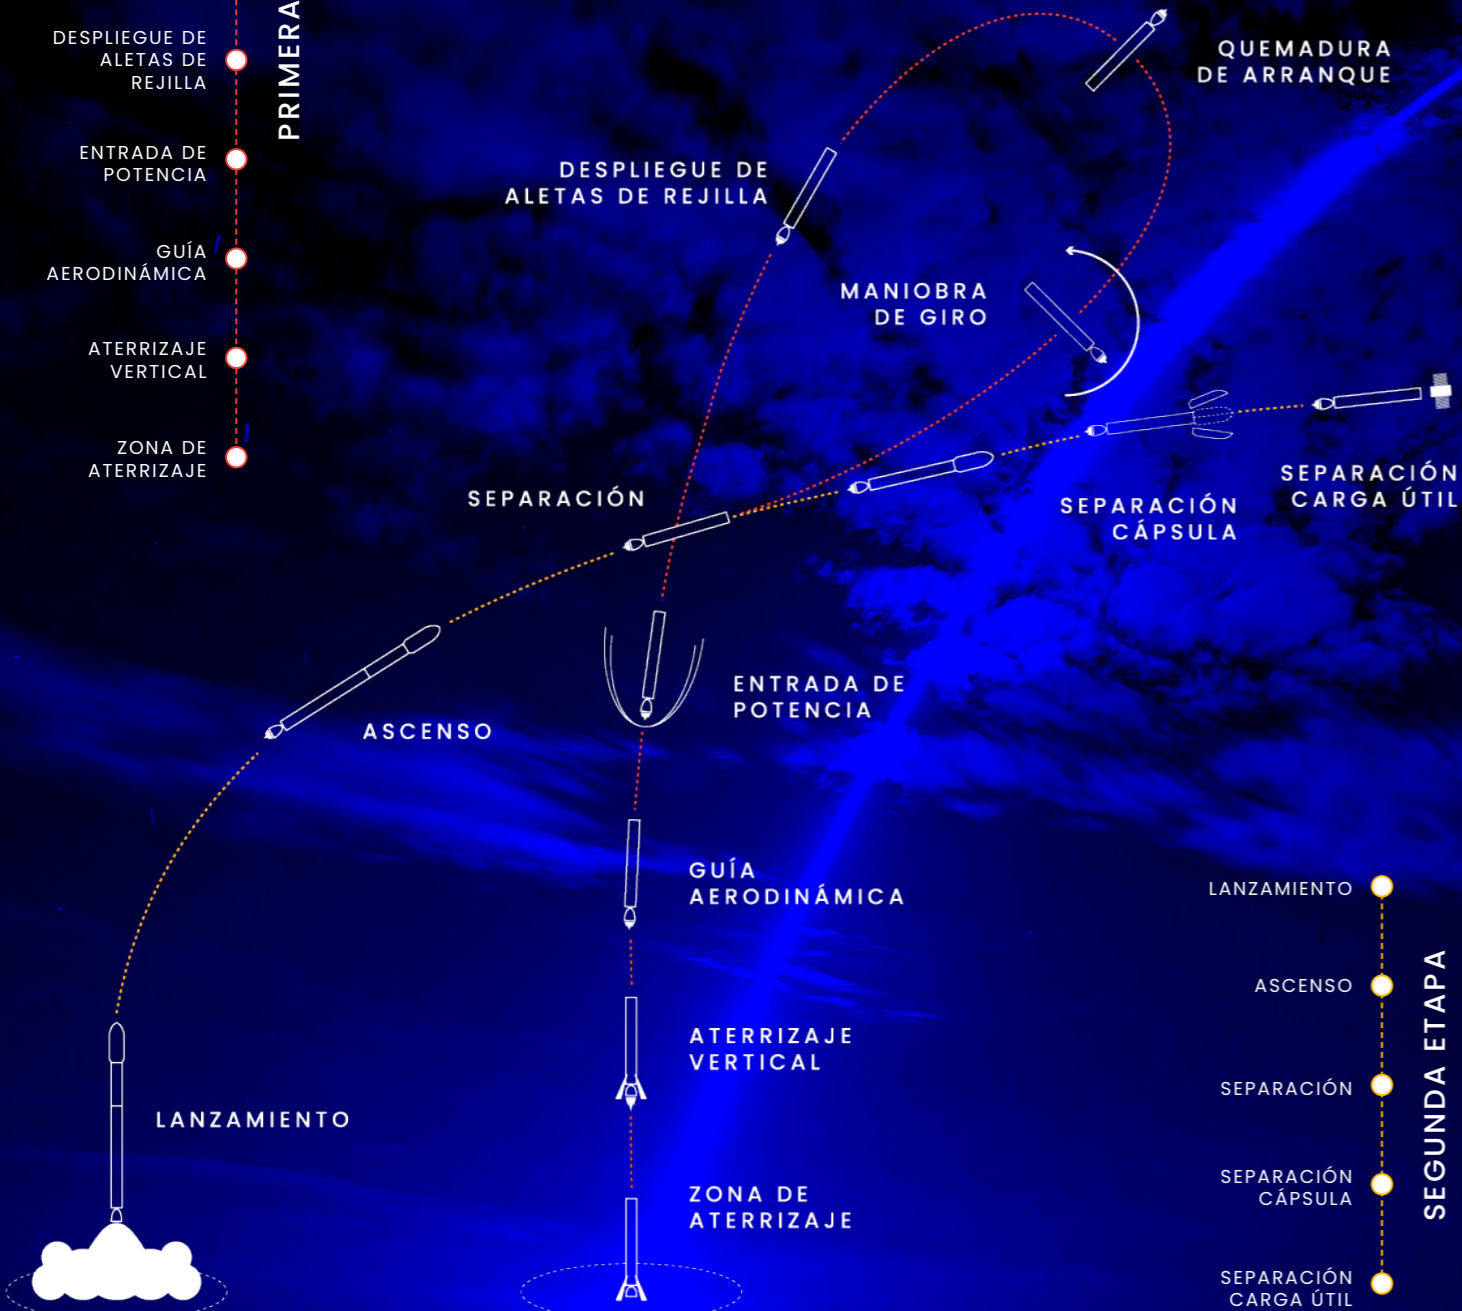 DESPLIEGUE DE
ALETAS DE
REJILLA
ENTRADA DE
POTENCIA
GUÍA
AERODINÁMICA
ATERRIZAJE
VERTICAL
ZONA DE
ATERRIZAJE
PRIMERA
QUEMADURA
DE ARRANQUE
DESPLIEGUE DE
ALETAS DE REJILLA
MANIOBRA
DE GIRO
SEPARACIÓN
CARGA ÚTIL
SEPARACIÓN
CÁPSULA
SEPARACIÓN
ENTRADA DE
POTENCIA
ASCENSO
GUÍA
AERODINÁMICA
ATERRIZAJE
VERTICAL
LANZAMIENTO
ZONA DE
ATERRIZAJE
LANZAMIENTO
ASCENSO
SEPARACIÓN
SEPARACIÓN
CÁPSULA
SEPARACIÓN
CARGA ÚTIL
SEGUNDA ETAPA